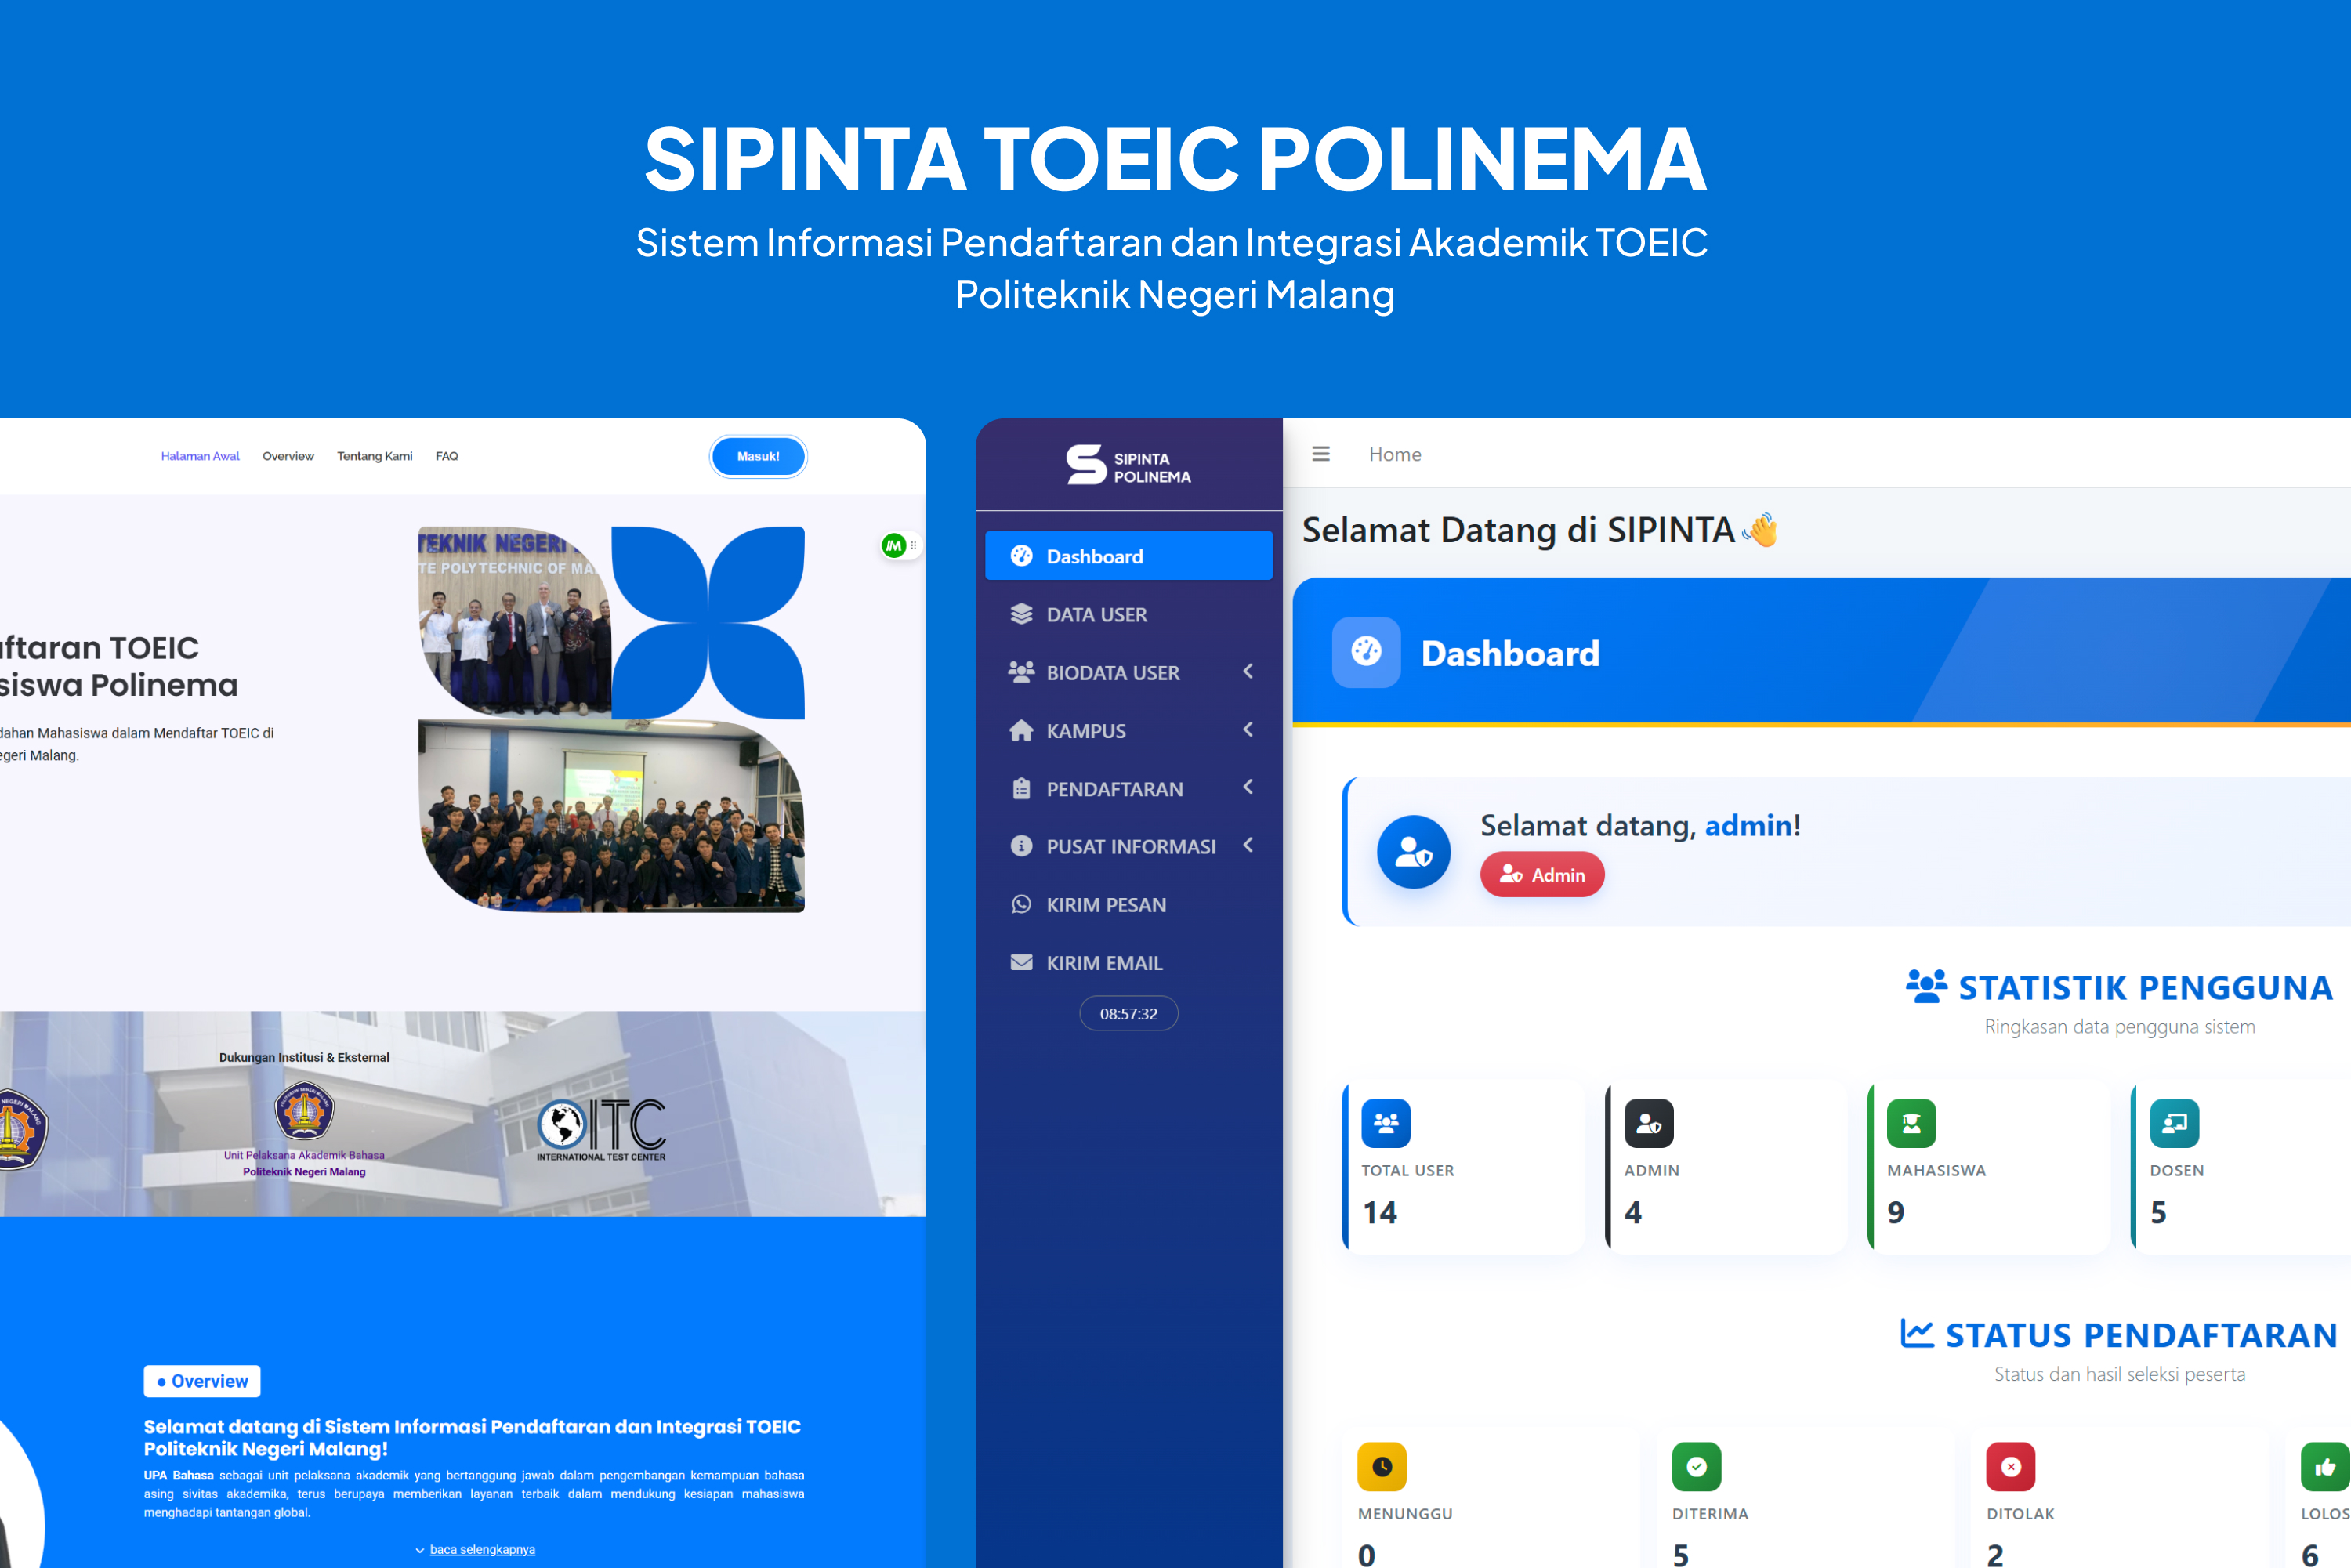 SIPINTA TOEIC POLINEMA
Sistem Informasi Pendaftaran dan Integrasi Akademik TOEIC
Politeknik Negeri Malang
Halaman Awal
Overview
Tentang Kami
FAQ
Masuk!
TEKNIK NEGERI
TE POLYTECHNIC OF MA
iftaran TOEIC
siswa Polinema
dahan Mahasiswa dalam Mendaftar TOEIC di
egeri Malang.
Dukungan Institusi & Eksternal
Unit Pelaksana Akademik Bahasa
Politeknik Negeri Malang
ITC
INTERNATIONAL TEST CENTER
Overview
Selamat datang di Sistem Informasi Pendaftaran dan Integrasi TOEIC
Politeknik Negeri Malang!
UPA Bahasa sebagai unit pelaksana akademik yang bertanggung jawab dalam pengembangan kemampuan bahasa
asing sivitas akademika, terus berupaya memberikan layanan terbaik dalam mendukung kesiapan mahasiswa
menghadapi tantangan global.
baca selengkapnya
SIPINTA
POLINEMA
Dashboard
DATA USER
BIODATA USER
KAMPUS
PENDAFTARAN
PUSAT INFORMASI
KIRIM PESAN
KIRIM EMAIL
08:57:32
Home
Selamat Datang di SIPINTA
Dashboard
Selamat datang, admin!
Admin
STATISTIK PENGGUNA
Ringkasan data pengguna sistem
TOTAL USER
14
ADMIN
4
MAHASISWA
9
DOSEN
5
STATUS PENDAFTARAN
Status dan hasil seleksi peserta
MENUNGGU
0
DITERIMA
5
DITOLAK
2
LOLOS
6